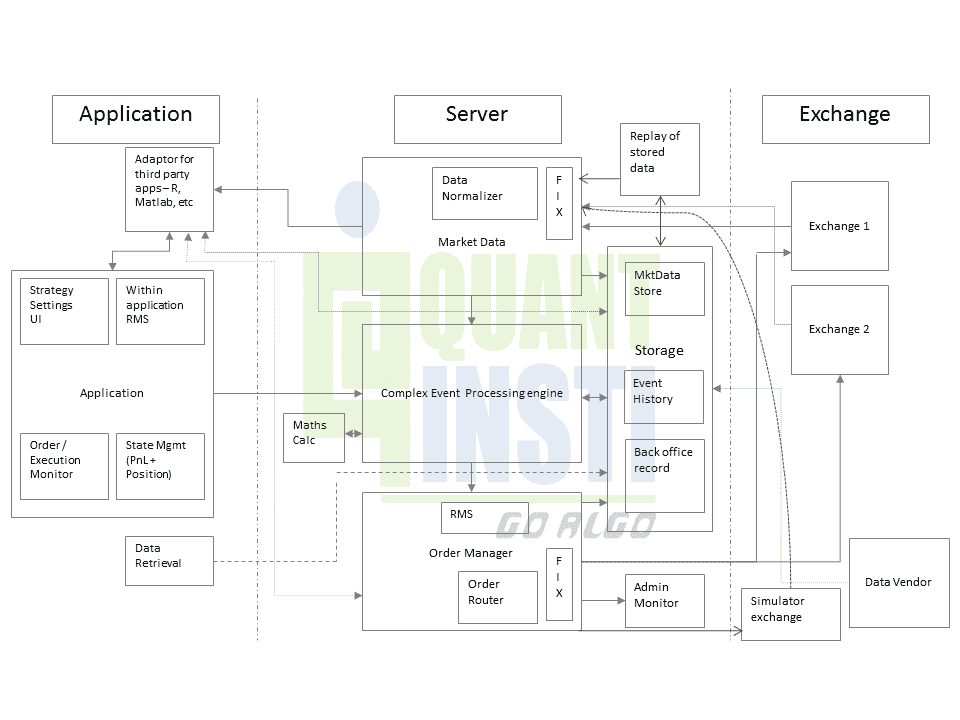 Application
Server
Exchange
Adaptor for
third party
apps – R,
Matlab, etc
Data
Normalizer
F
I
X
Market Data
Replay of
stored
data
Exchange 1
Exchange 2
Strategy
Settings
UI
Within
application
RMS
Application
Order /
Execution
Monitor
State Mgmt
(PnL +
Position)
Data
Retrieval
Complex Event Processing engine
Maths
Calc
MktData
Store
Storage
Event
History
Back office
record
RMS
Order Manager
Order
Router
F
I
X
Admin
Monitor
Simulator
exchange
Data Vendor
QUANT
INSTI
GO ALGO